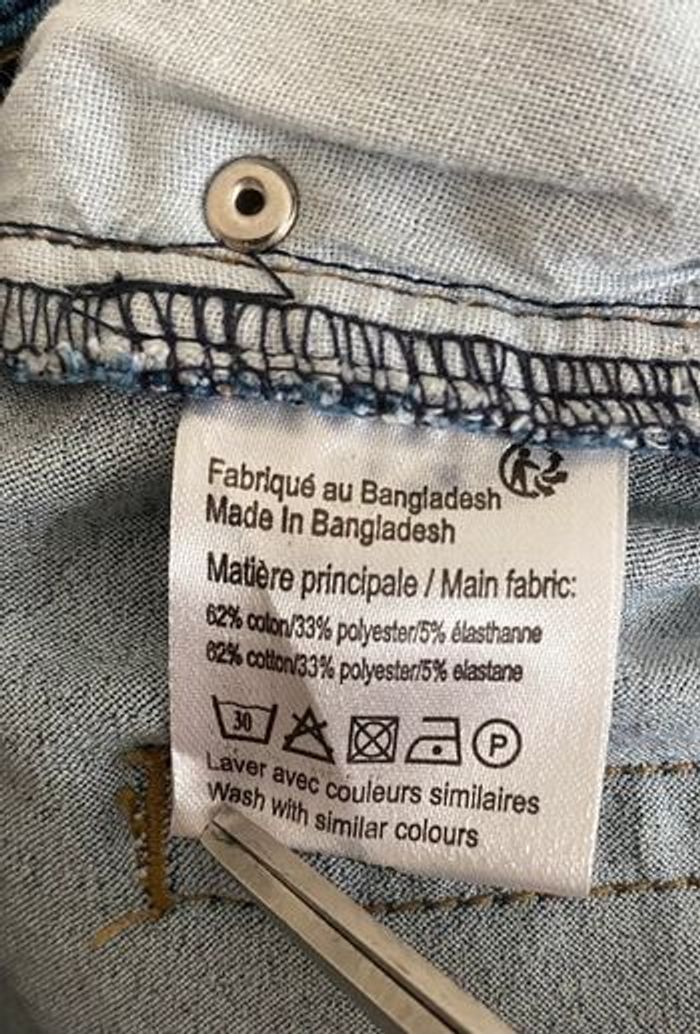 Fabriqué au Bangladesh
Made In Bangladesh
Matière principale / Main fabric:
62% coton/33% polyester/5% élasthanne
62% cotton/33% polyester/5% elastane
30
P
Laver avec couleurs similaires
Wash with similar colours